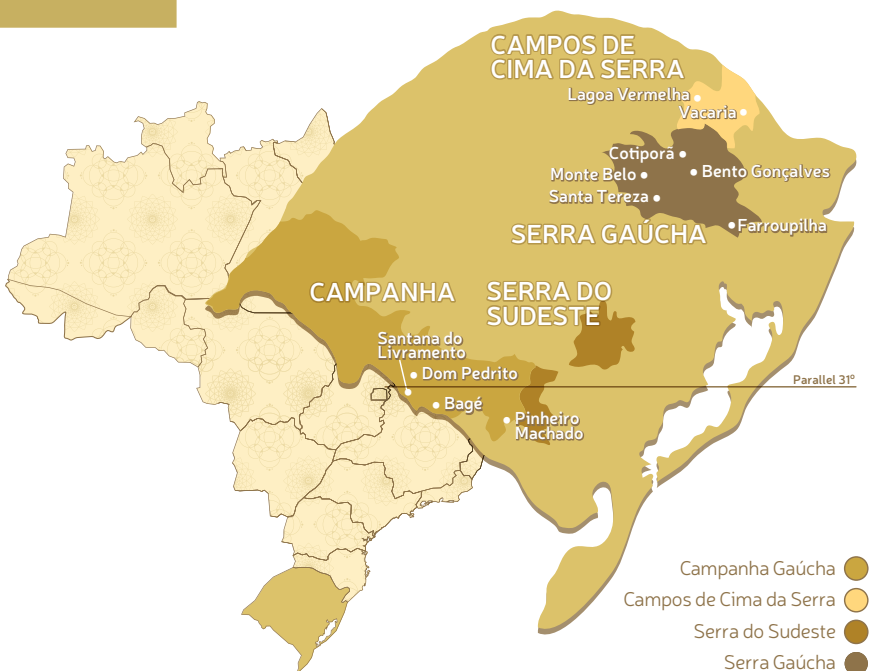 CAMPOS DE
CIMA DA SERRA
Lagoa Vermelha
Vacaria
Cotiporã
Monte Belo
Bento Gonçalves
Santa Tereza
Farroupilha
SERRA GAÚCHA
CAMPANHA
SERRA DO
SUDESTE
Santana do
Livramento
Dom Pedrito
Parallel 31º
Bagé
Pinheiro
Machado
Campanha Gaúcha
Campos de Cima da Serra
Serra do Sudeste
Serra Gaúcha